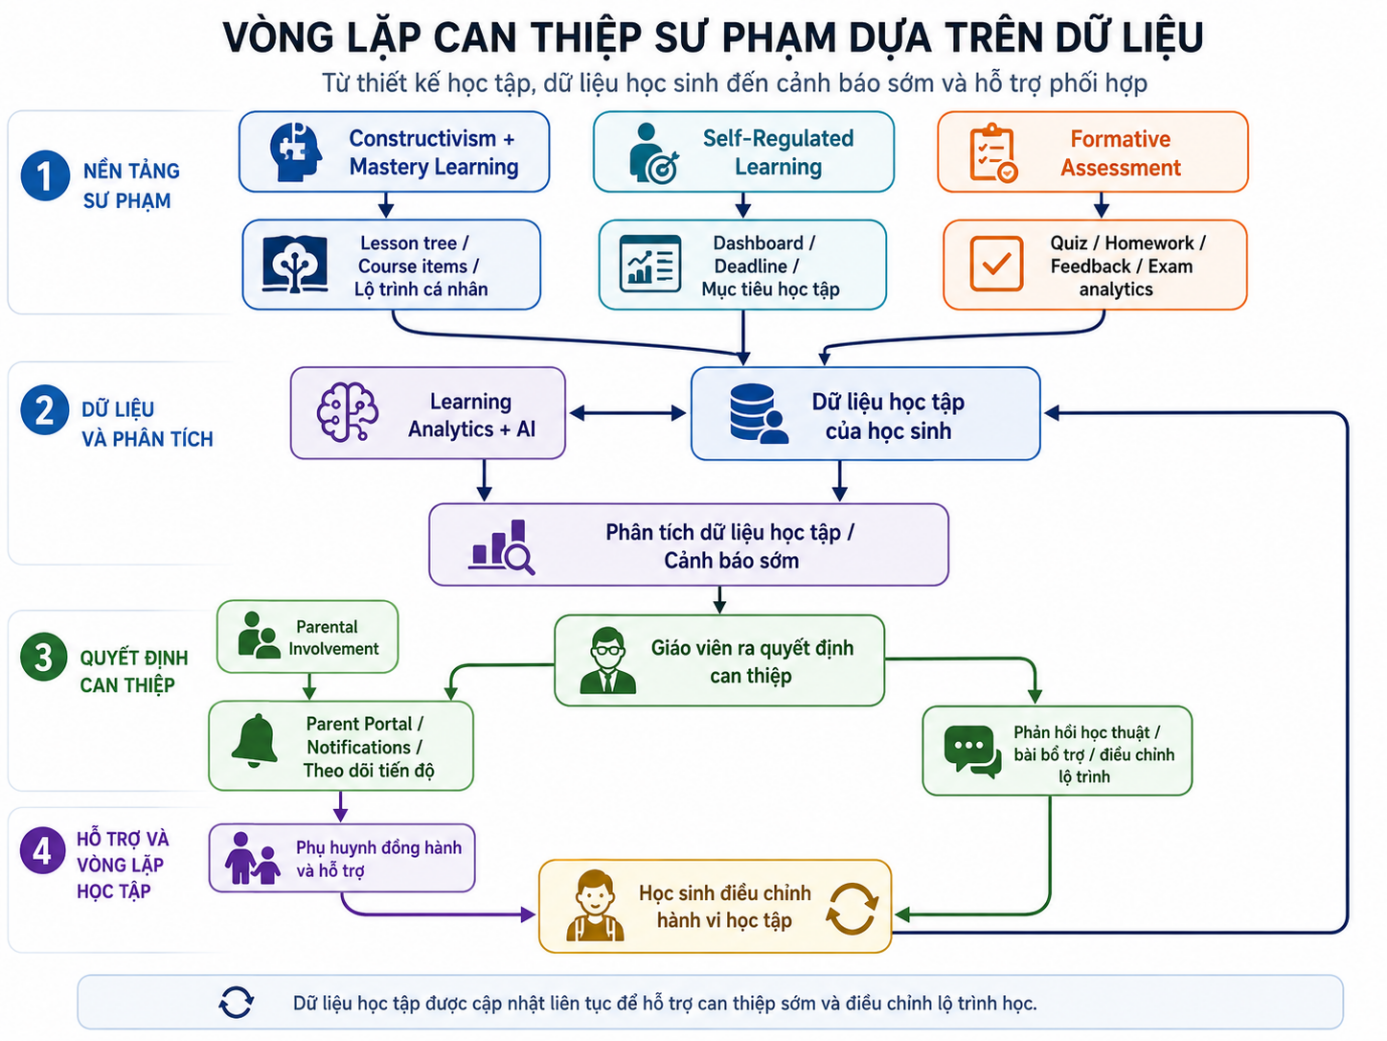 VÒNG LẶP CAN THIỆP SƯ PHẠM DỰA TRÊN DỮ LIỆU
Từ thiết kế học tập, dữ liệu học sinh đến cảnh báo sớm và hỗ trợ phối hợp
1
NỀN TẢNG
SƯ PHẠM
Constructivism +
Mastery Learning
Self-Regulated
Learning
Formative
Assessment
Lesson tree /
Course items /
Lộ trình cá nhân
Dashboard /
Deadline /
Mục tiêu học tập
Quiz / Homework /
Feedback / Exam
analytics
2
DỮ LIỆU
VÀ PHÂN TÍCH
Learning
Analytics + AI
Dữ liệu học tập
của học sinh
Phân tích dữ liệu học tập /
Cảnh báo sớm
3
QUYẾT ĐỊNH
CAN THIỆP
Parental
Involvement
Giáo viên ra quyết định
can thiệp
Parent Portal /
Notifications /
Theo dõi tiến độ
Phản hồi học thuật /
bài bổ trợ / điều chỉnh
lộ trình
4
HỖ TRỢ VÀ
VÒNG LẶP
HỌC TẬP
Phụ huynh đồng hành
và hỗ trợ
Học sinh điều chỉnh
hành vi học tập
Dữ liệu học tập được cập nhật liên tục để hỗ trợ can thiệp sớm và điều chỉnh lộ trình học.